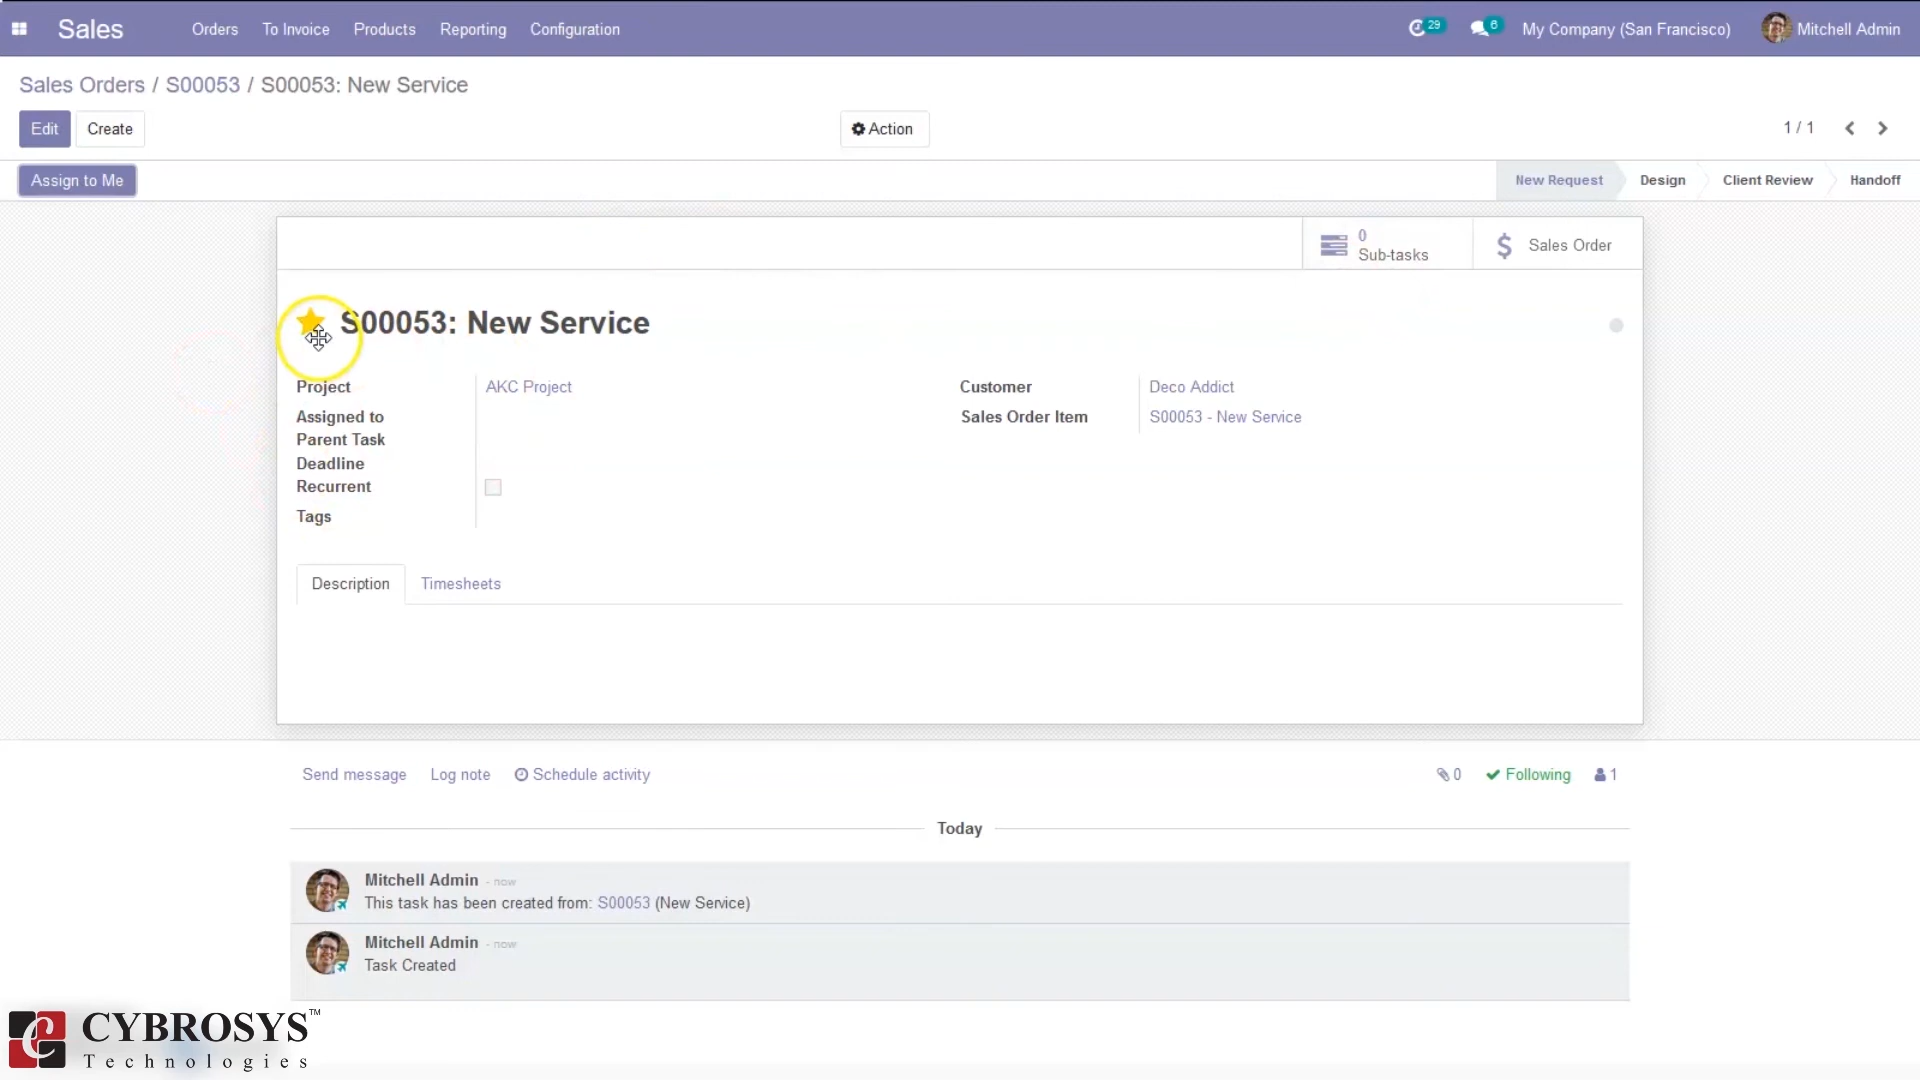 Sales Orders To Invoice Products Reporting Configuration 29 6 My Company (San Francisco) Mitchell Admin
Sales Orders / S00053 / S00053: New Service
Edit Create Action 1 / 1
Assign to Me New Request Design Client Review Handoff
0
Sub-tasks
Sales Order
S00053: New Service
Project AKC Project Customer Deco Addict
Assigned to Sales Order Item S00053 - New Service
Parent Task
Deadline
Recurrent
Tags
Description Timesheets
Send message Log note Schedule activity 0 Following 1
Today
Mitchell Admin - now
This task has been created from: S00053 (New Service)
Mitchell Admin - now
Task Created
CYBROSYS™
Technologies